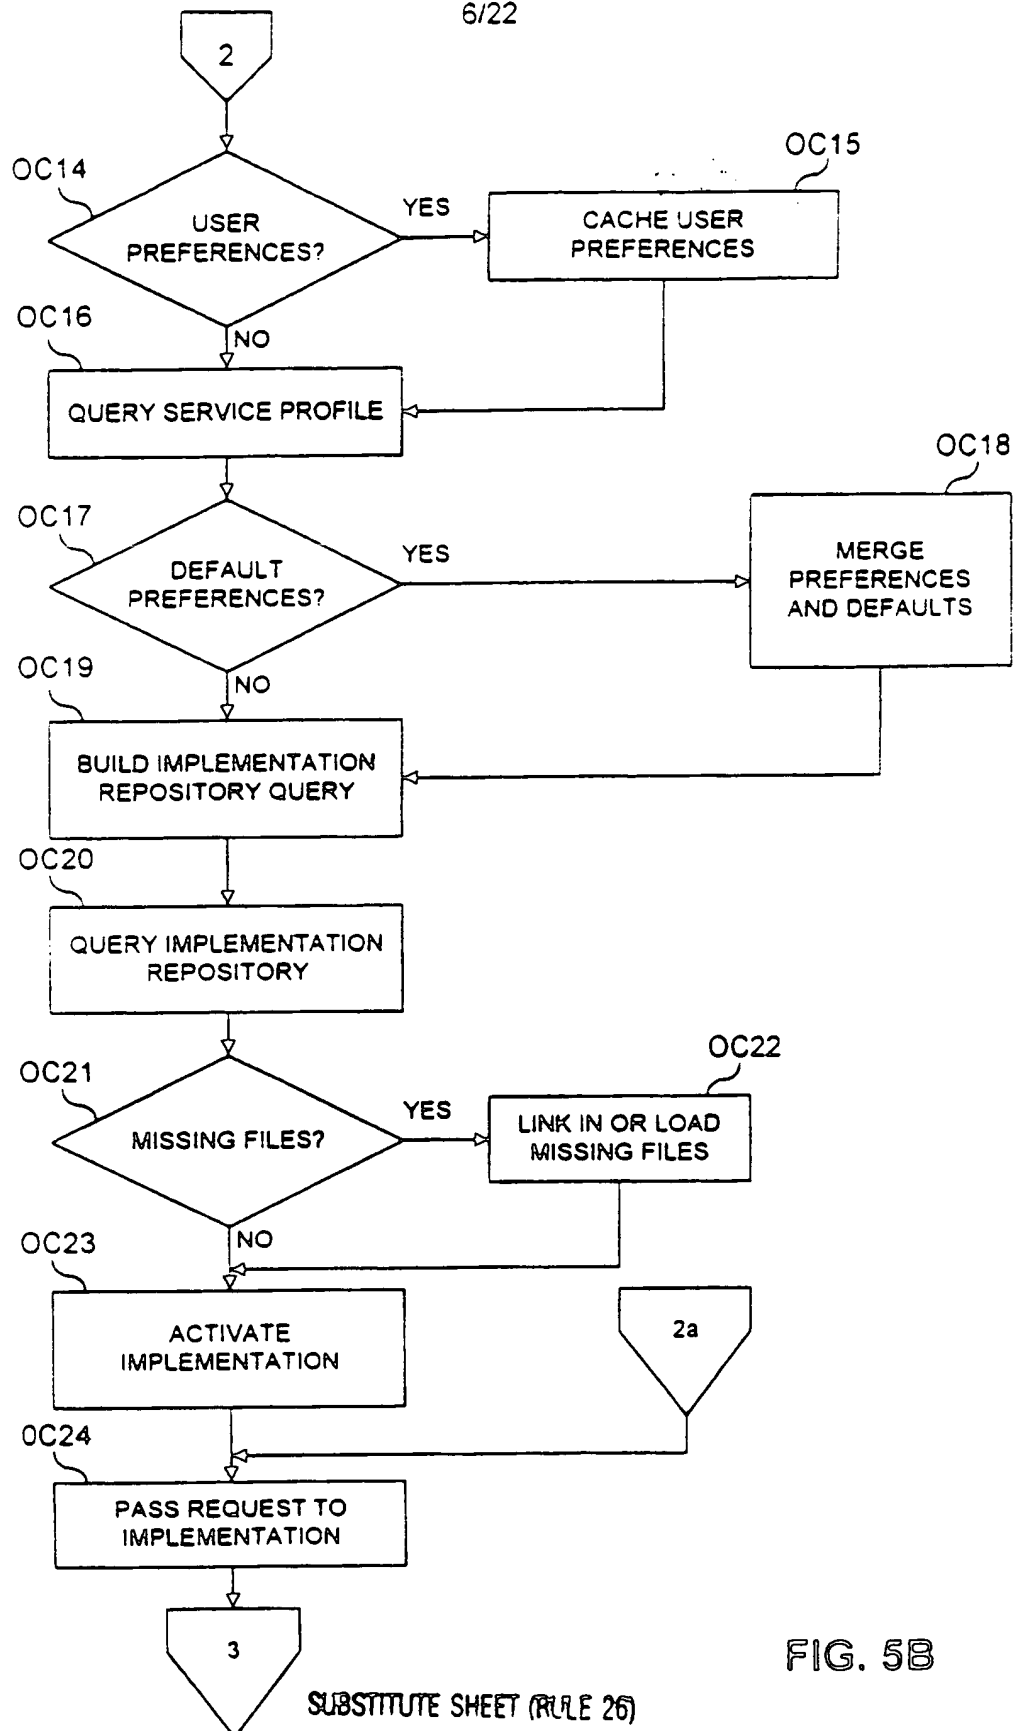 6/22
2
OC14
USER
PREFERENCES?
YES
OC15
CACHE USER
PREFERENCES
NO
OC16
QUERY SERVICE PROFILE
OC17
DEFAULT
PREFERENCES?
YES
OC18
MERGE
PREFERENCES
AND DEFAULTS
NO
OC19
BUILD IMPLEMENTATION
REPOSITORY QUERY
OC20
QUERY IMPLEMENTATION
REPOSITORY
OC21
MISSING FILES?
YES
OC22
LINK IN OR LOAD
MISSING FILES
NO
OC23
ACTIVATE
IMPLEMENTATION
2a
OC24
PASS REQUEST TO
IMPLEMENTATION
3
FIG. 5B
SUBSTITUTE SHEET (RULE 26)